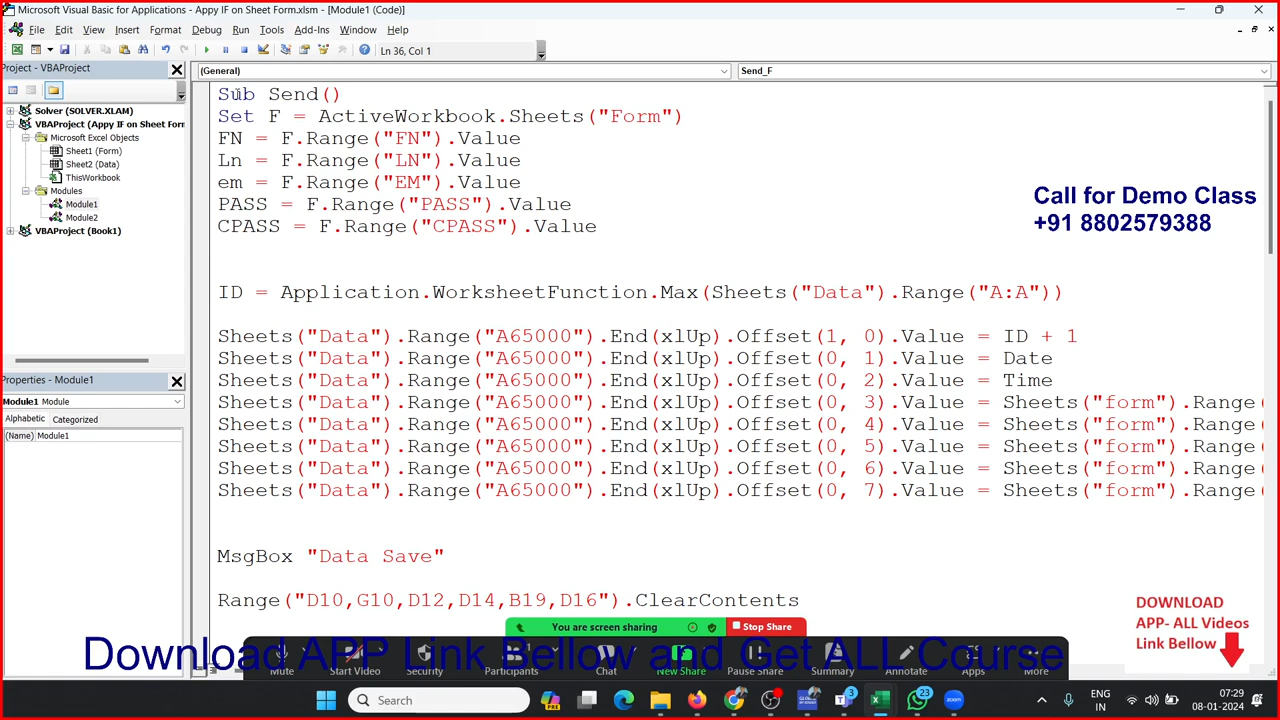 Microsoft Visual Basic for Applications - Appy IF on Sheet Form.xlsm - [Module1 (Code)]
File Edit View Insert Format Debug Run Tools Add-Ins Window Help
Ln 36, Col 1
Project - VBAProject
(General)
Send_F
Solver (SOLVER.XLAM)
VBAProject (Appy IF on Sheet Form
Microsoft Excel Objects
Sheet1 (Form)
Sheet2 (Data)
ThisWorkbook
Modules
Module1
Module2
VBAProject (Book1)
Properties - Module1
Module1 Module
Alphabetic Categorized
(Name) Module1
Sub Send()
Set F = ActiveWorkbook.Sheets("Form")
FN = F.Range("FN").Value
Ln = F.Range("LN").Value
em = F.Range("EM").Value
PASS = F.Range("PASS").Value
CPASS = F.Range("CPASS").Value
ID = Application.WorksheetFunction.Max(Sheets("Data").Range("A:A"))
Sheets("Data").Range("A65000").End(xlUp).Offset(1, 0).Value = ID + 1
Sheets("Data").Range("A65000").End(xlUp).Offset(0, 1).Value = Date
Sheets("Data").Range("A65000").End(xlUp).Offset(0, 2).Value = Time
Sheets("Data").Range("A65000").End(xlUp).Offset(0, 3).Value = Sheets("form").Range(
Sheets("Data").Range("A65000").End(xlUp).Offset(0, 4).Value = Sheets("form").Range(
Sheets("Data").Range("A65000").End(xlUp).Offset(0, 5).Value = Sheets("form").Range(
Sheets("Data").Range("A65000").End(xlUp).Offset(0, 6).Value = Sheets("form").Range(
Sheets("Data").Range("A65000").End(xlUp).Offset(0, 7).Value = Sheets("form").Range(
MsgBox "Data Save"
Range("D10,G10,D12,D14,B19,D16").ClearContents
Call for Demo Class
+91 8802579388
DOWNLOAD
APP- ALL Videos
Link Bellow
You are screen sharing
Stop Share
Download APP Link Bellow and Get ALL Course
Mute Start Video Security Participants Chat New Share Pause Share Summary Annotate Apps More
Search
3
23
ENG
IN
07:29
08-01-2024